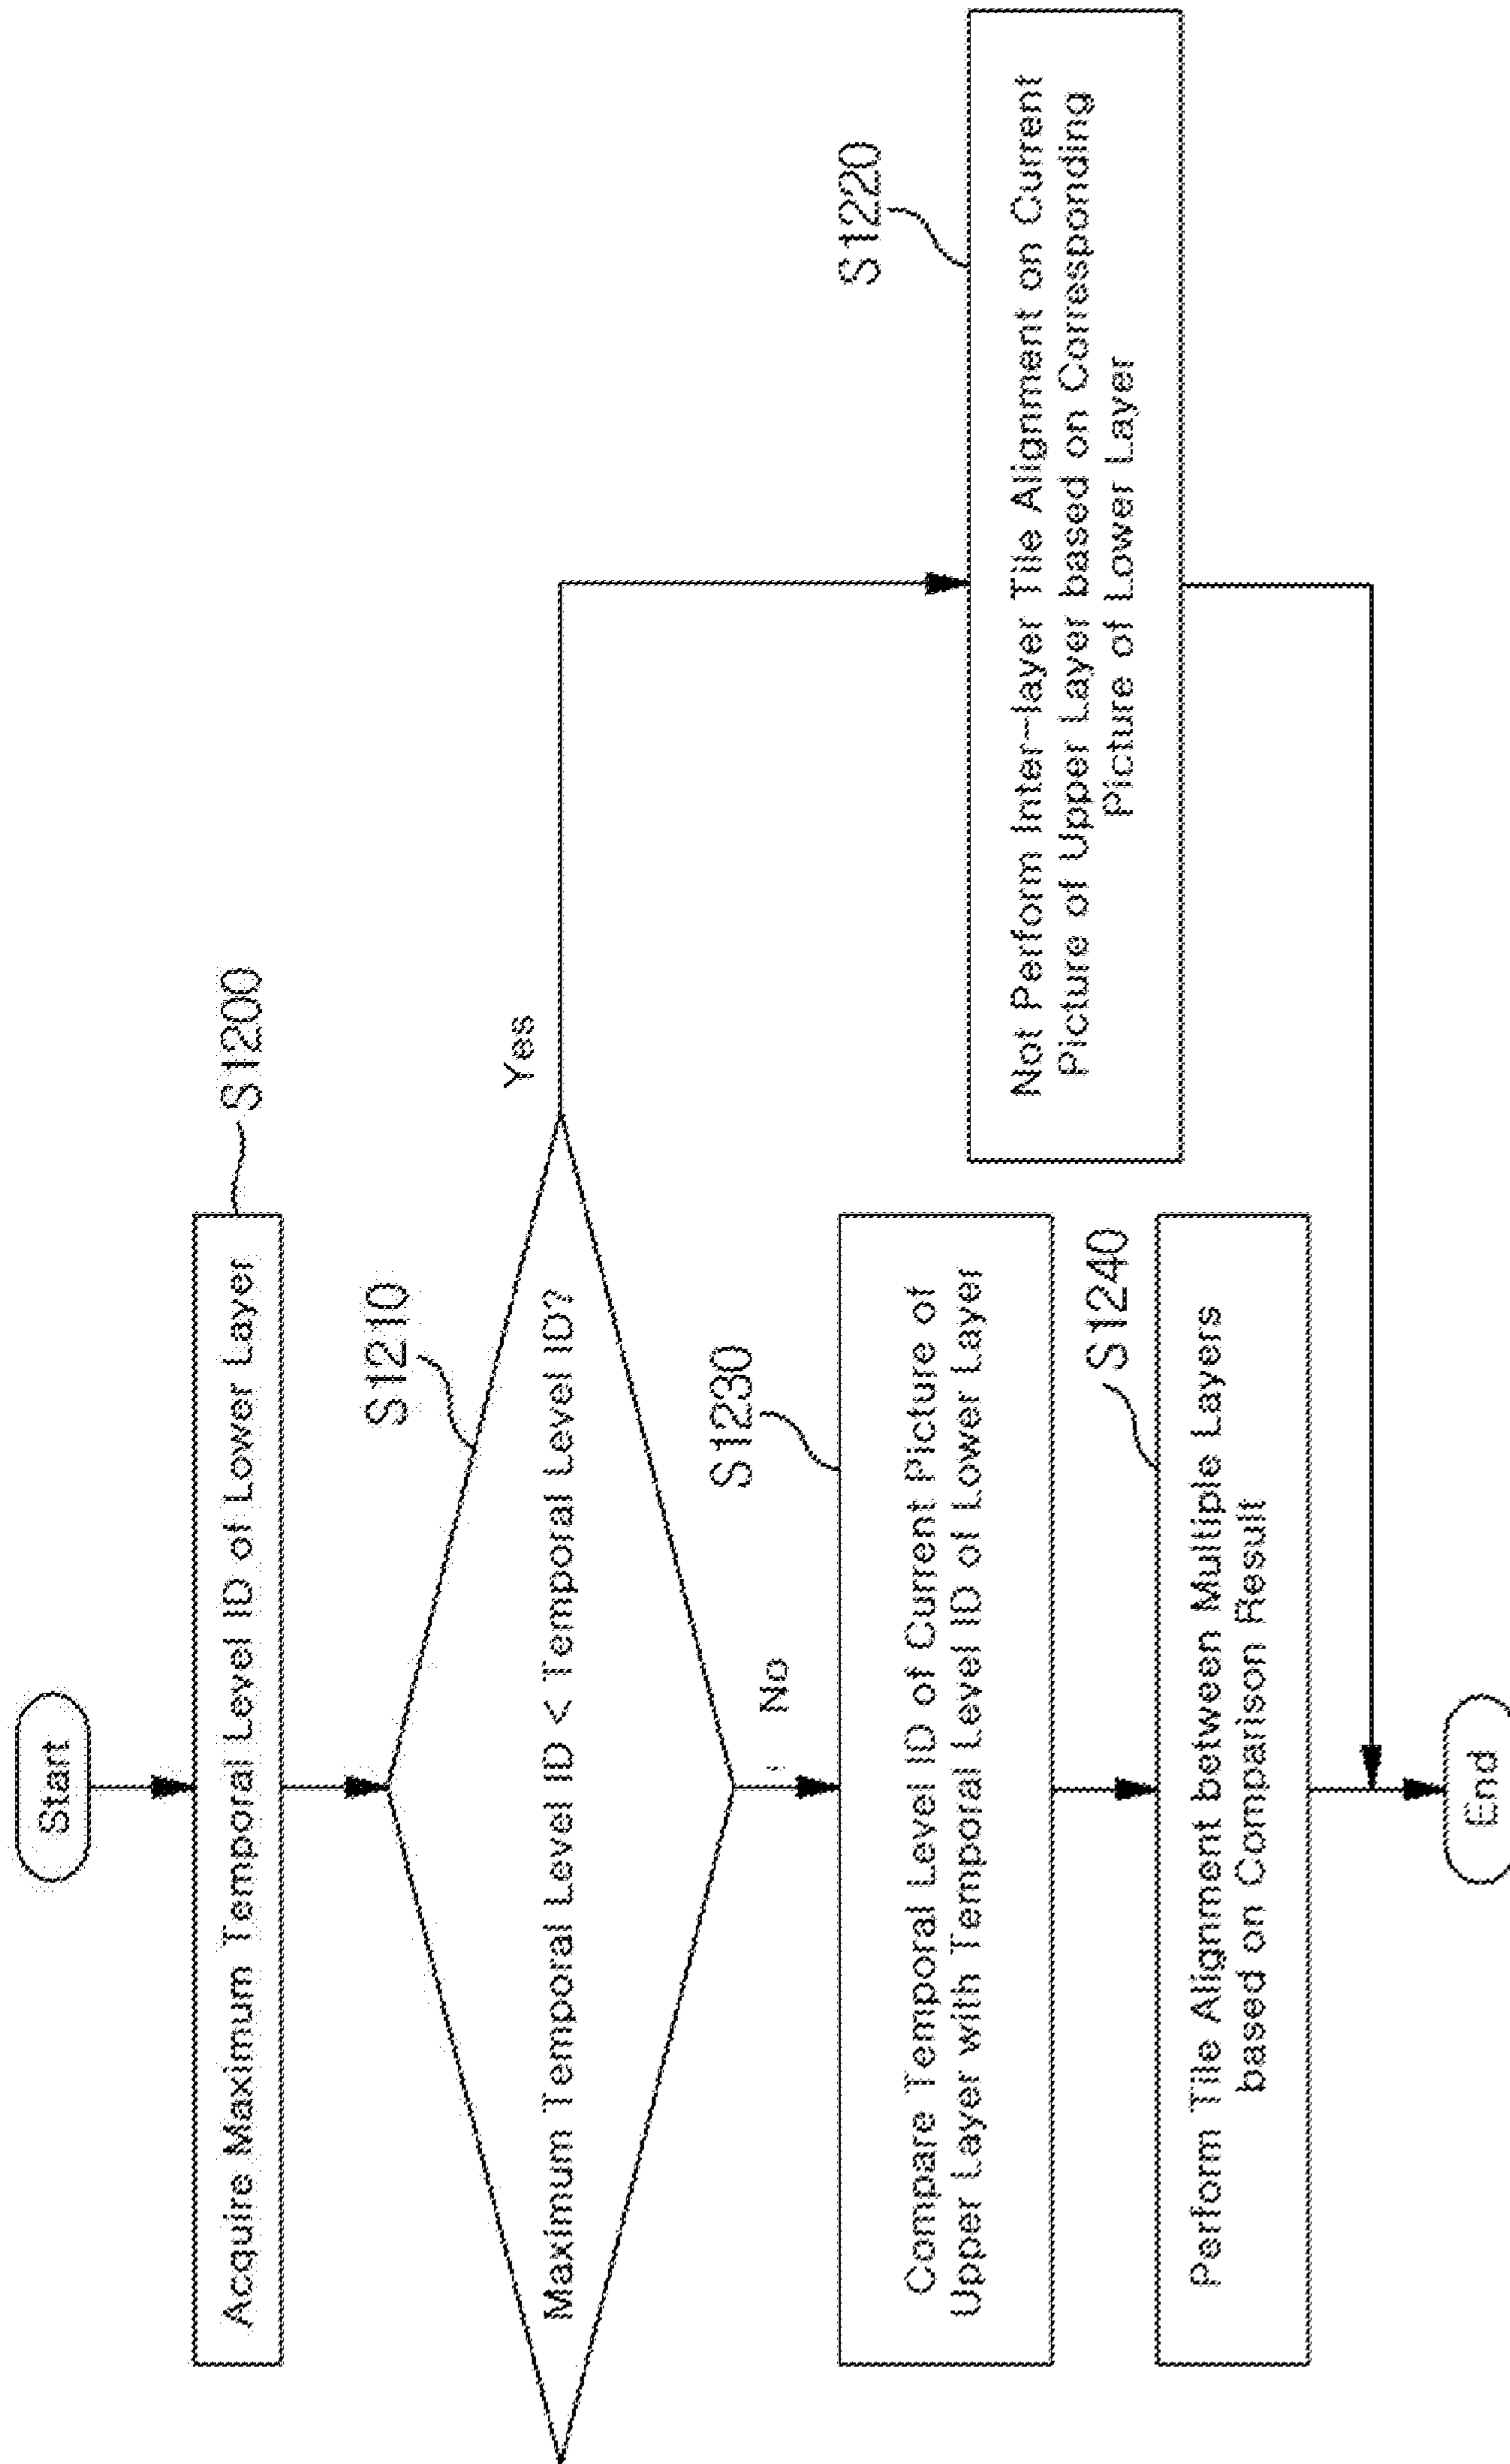 Start
Acquire Maximum Temporal Level ID of Lower Layer
S1200
Maximum Temporal Level ID < Temporal Level ID?
S1210
Yes
No
Not Perform Inter-layer Tile Alignment on Current
Picture of Upper Layer based on Corresponding
Picture of Lower Layer
S1220
Compare Temporal Level ID of Current Picture of
Upper Layer with Temporal Level ID of Lower Layer
S1230
Perform Tile Alignment between Multiple Layers
based on Comparison Result
S1240
End